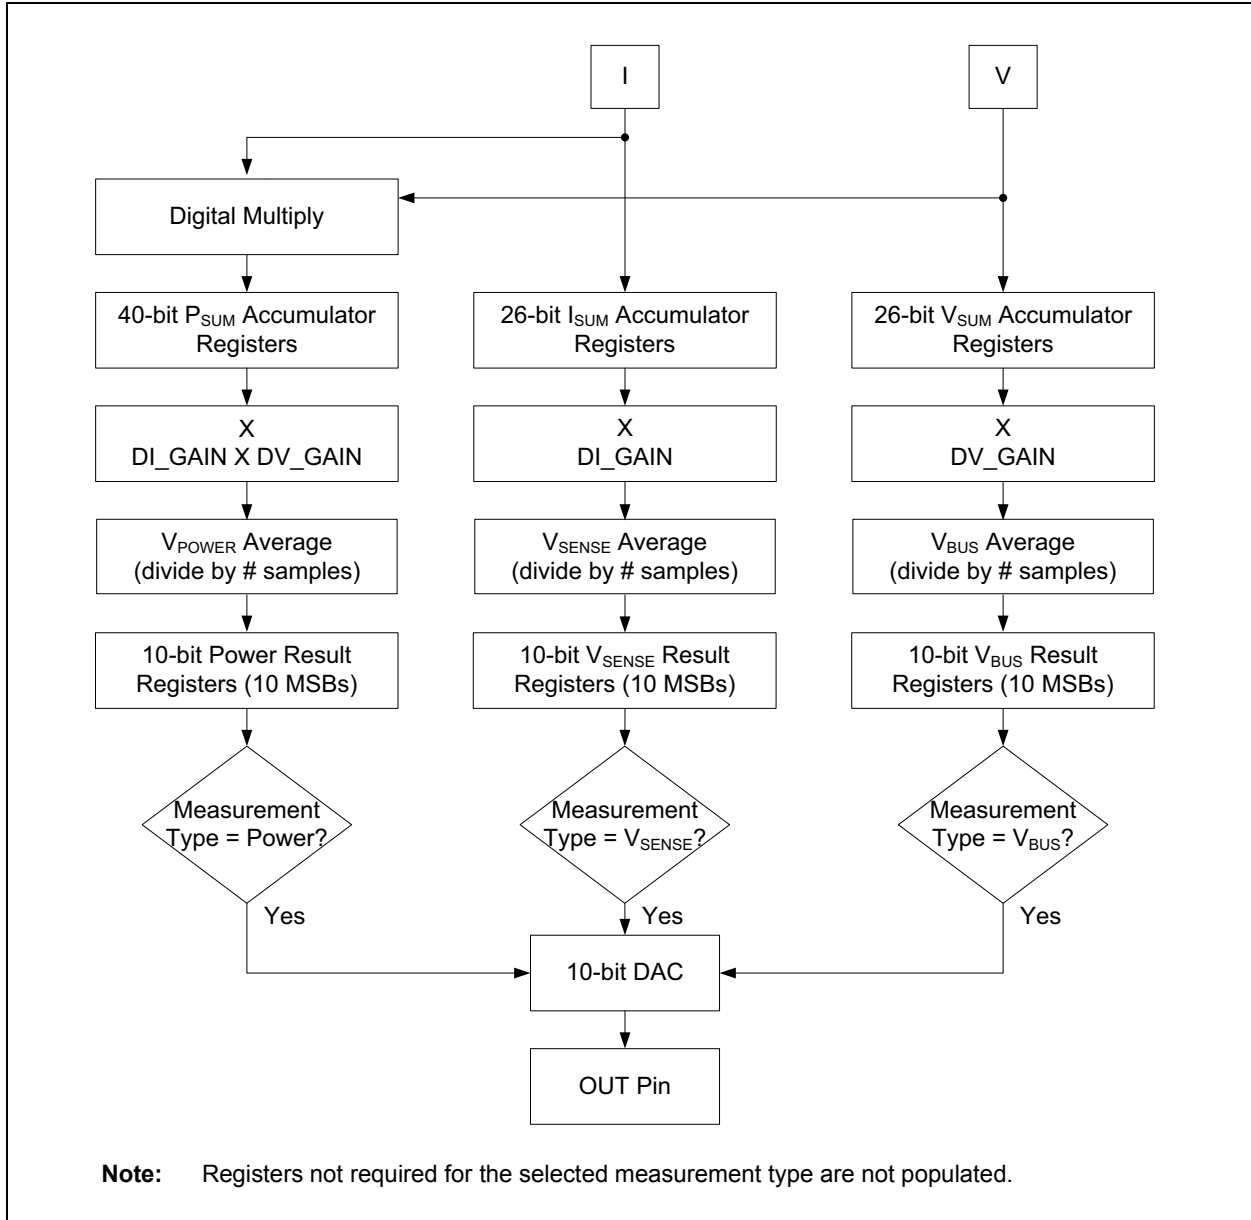 I
V
Digital Multiply
40-bit PSUM Accumulator
Registers
26-bit ISUM Accumulator
Registers
26-bit VSUM Accumulator
Registers
X
DI_GAIN X DV_GAIN
X
DI_GAIN
X
DV_GAIN
VPOWER Average
(divide by # samples)
VSENSE Average
(divide by # samples)
VBUS Average
(divide by # samples)
10-bit Power Result
Registers (10 MSBs)
10-bit VSENSE Result
Registers (10 MSBs)
10-bit VBUS Result
Registers (10 MSBs)
Measurement
Type = Power?
Measurement
Type = VSENSE?
Measurement
Type = VBUS?
Yes
Yes
Yes
10-bit DAC
OUT Pin
Note: Registers not required for the selected measurement type are not populated.